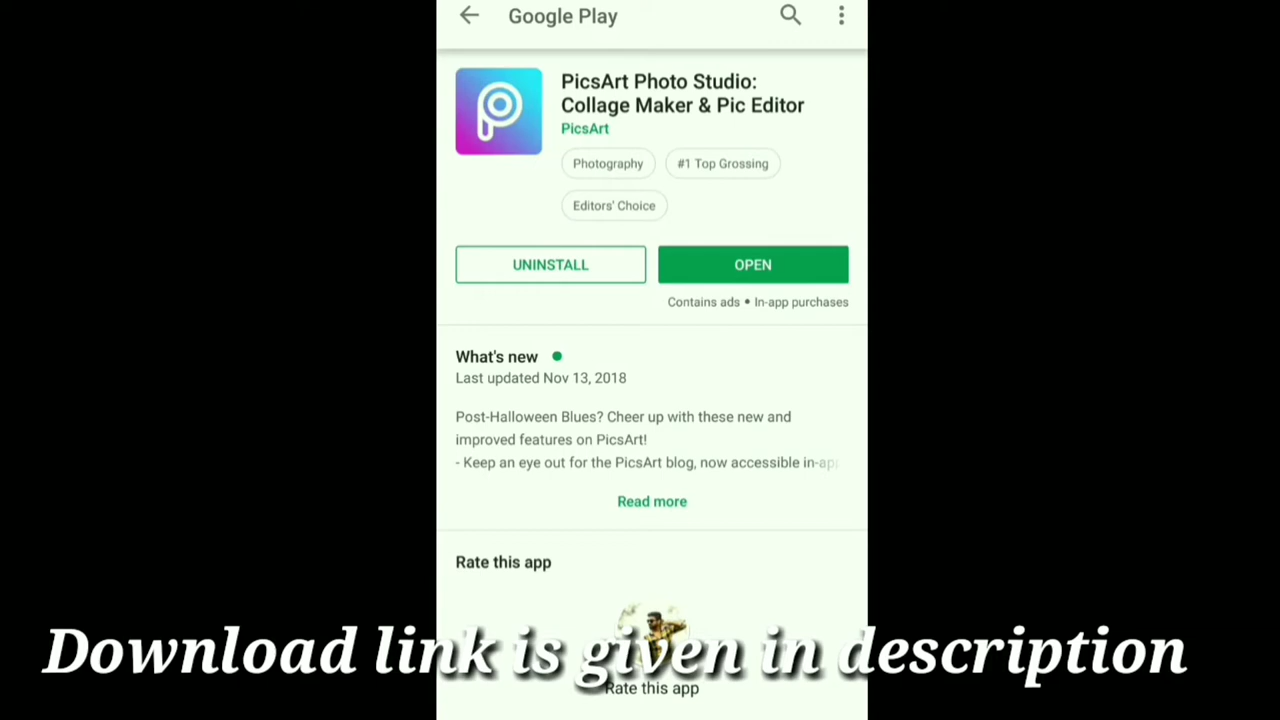 Google Play
PicsArt Photo Studio:
Collage Maker & Pic Editor
PicsArt
Photography
#1 Top Grossing
Editors' Choice
UNINSTALL
OPEN
Contains ads • In-app purchases
What's new
Last updated Nov 13, 2018
Post-Halloween Blues? Cheer up with these new and
improved features on PicsArt!
- Keep an eye out for the PicsArt blog, now accessible in-ap
Read more
Rate this app
Download link is given in description
Rate this app